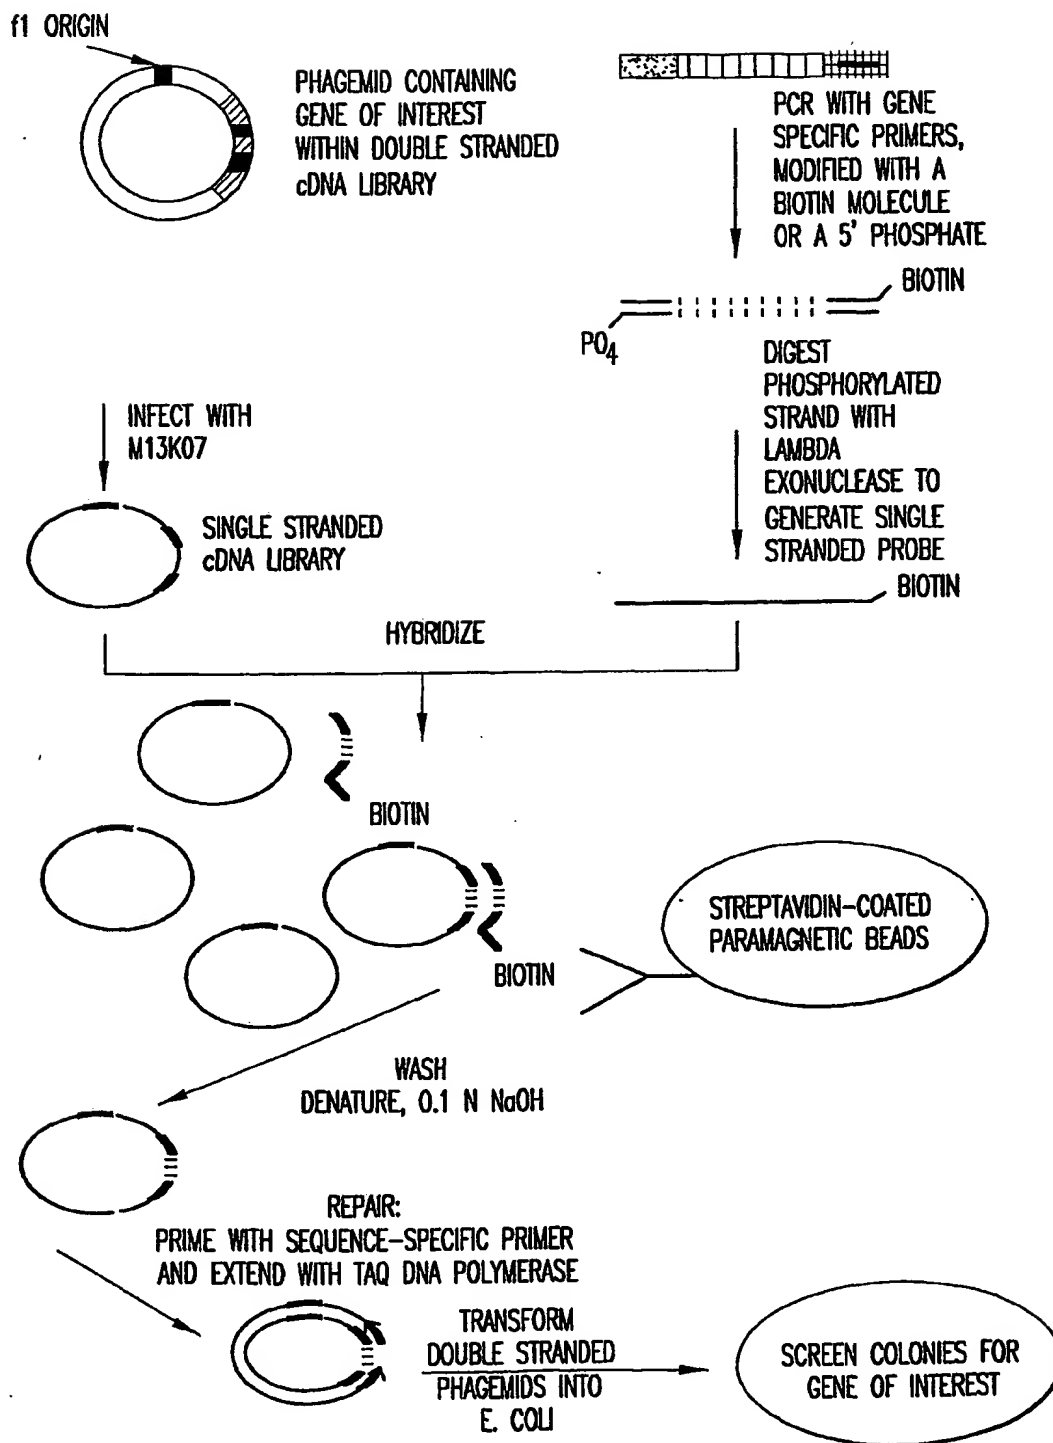 f1 ORIGIN
PHAGEMID CONTAINING
GENE OF INTEREST
WITHIN DOUBLE STRANDED
cDNA LIBRARY
PCR WITH GENE
SPECIFIC PRIMERS,
MODIFIED WITH A
BIOTIN MOLECULE
OR A 5' PHOSPHATE
BIOTIN
PO4
DIGEST
PHOSPHORYLATED
STRAND WITH
LAMBDA
EXONUCLEASE TO
GENERATE SINGLE
STRANDED PROBE
BIOTIN
INFECT WITH
M13K07
SINGLE STRANDED
cDNA LIBRARY
HYBRIDIZE
BIOTIN
BIOTIN
STREPTAVIDIN-COATED
PARAMAGNETIC BEADS
WASH
DENATURE, 0.1 N NaOH
REPAIR:
PRIME WITH SEQUENCE-SPECIFIC PRIMER
AND EXTEND WITH TAQ DNA POLYMERASE
TRANSFORM
DOUBLE STRANDED
PHAGEMIDS INTO
E. COLI
SCREEN COLONIES FOR
GENE OF INTEREST